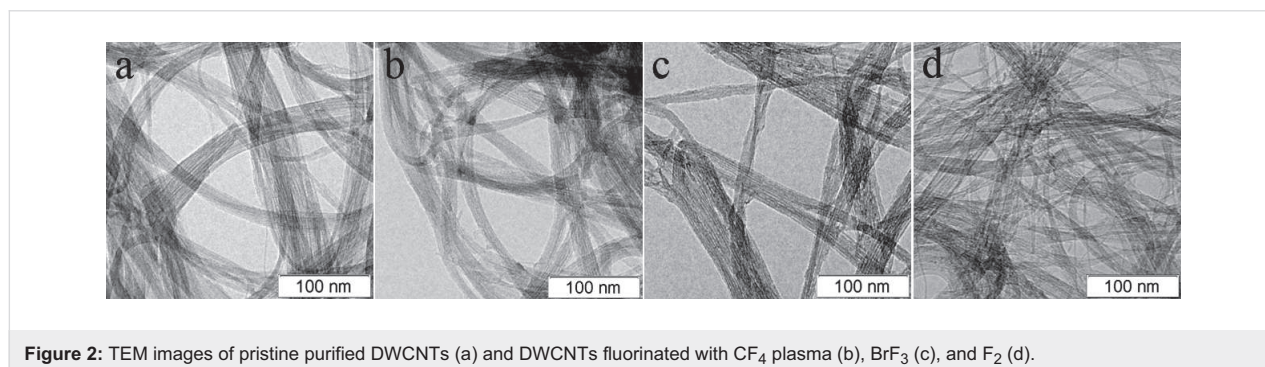 a b c d
100 nm 100 nm 100 nm 100 nm
Figure 2: TEM images of pristine purified DWCNTs (a) and DWCNTs fluorinated with CF4 plasma (b), BrF3 (c), and F2 (d).